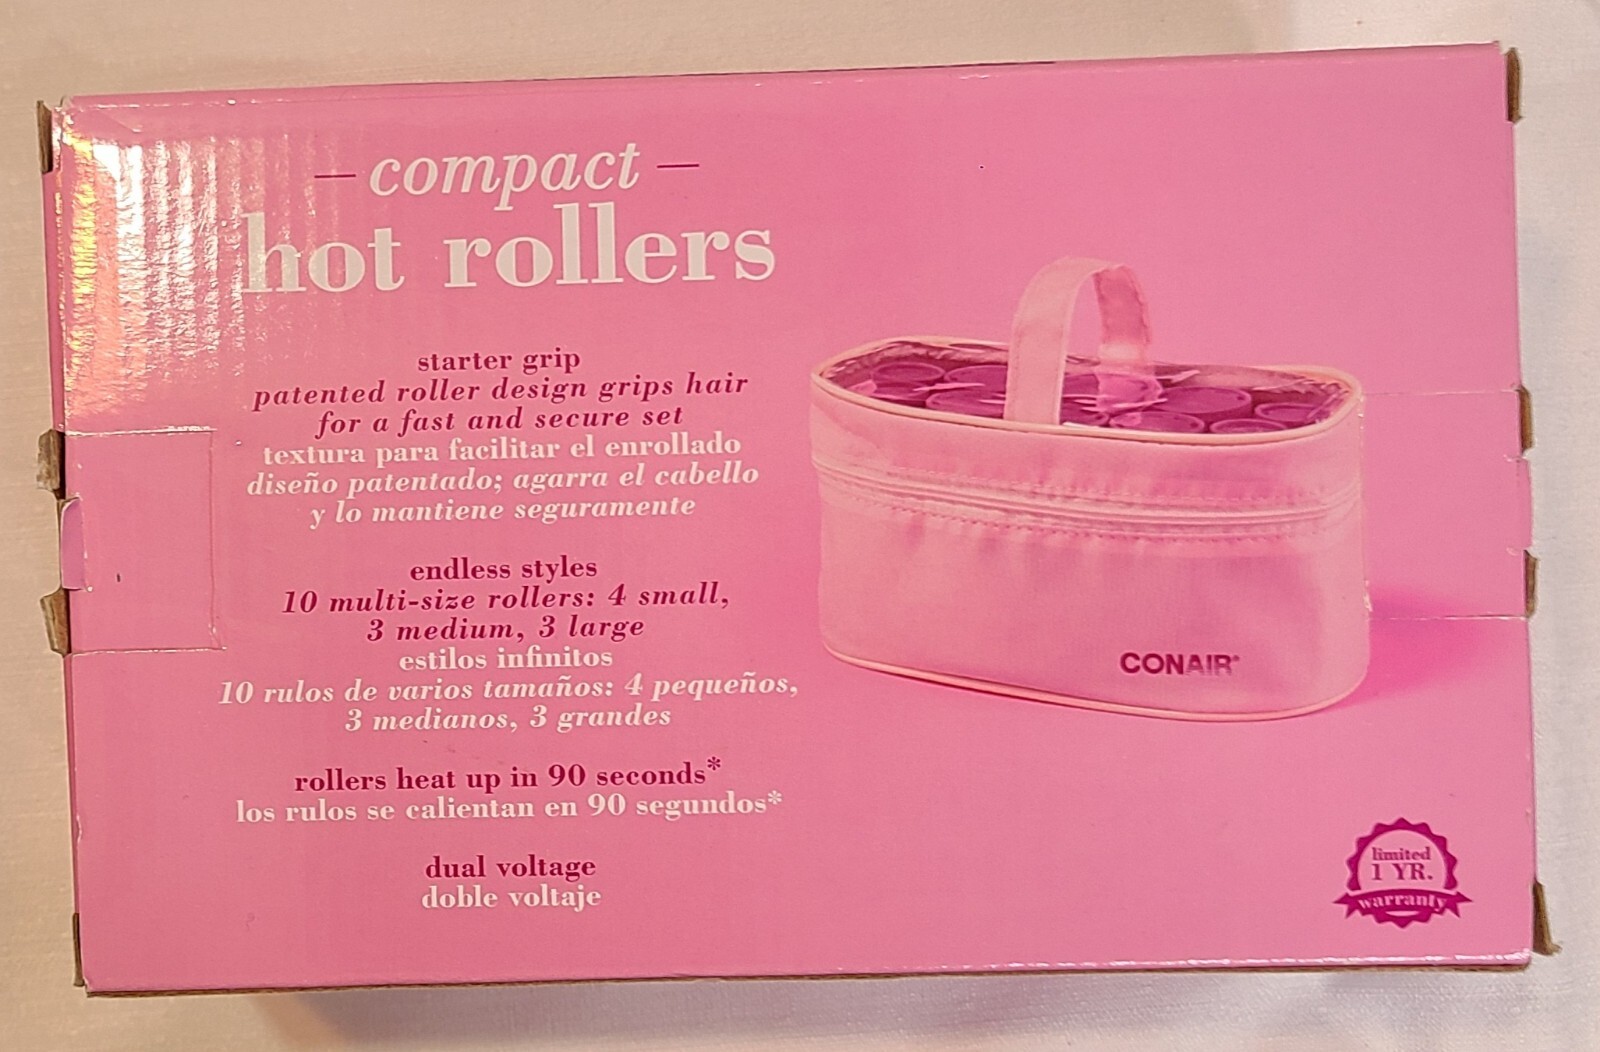 — compact —
hot rollers
starter grip
patented roller design grips hair
for a fast and secure set
textura para facilitar el enrollado
diseño patentado; agarra el cabello
y lo mantiene seguramente
endless styles
10 multi-size rollers: 4 small,
3 medium, 3 large
estilos infinitos
10 rulos de varios tamaños: 4 pequeños,
3 medianos, 3 grandes
rollers heat up in 90 seconds*
los rulos se calientan en 90 segundos*
dual voltage
doble voltaje
CONAIR®
limited
1 YR.
warranty